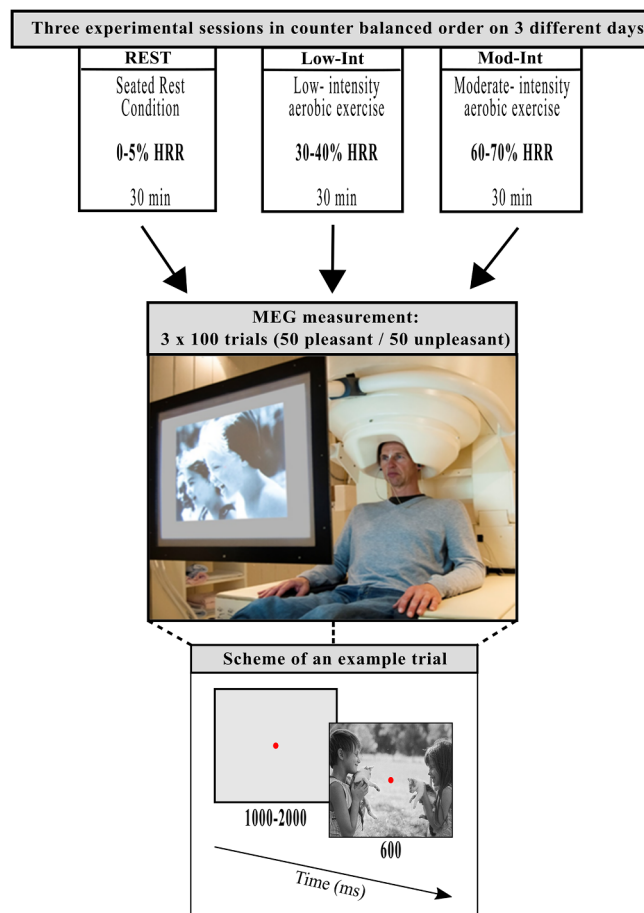 Three experimental sessions in counter balanced order on 3 different days
REST
Seated Rest
Condition
0-5% HRR
30 min
Low-Int
Low- intensity
aerobic exercise
30-40% HRR
30 min
Mod-Int
Moderate- intensity
aerobic exercise
60-70% HRR
30 min
MEG measurement:
3 x 100 trials (50 pleasant / 50 unpleasant)
Scheme of an example trial
1000-2000
600
Time (ms)